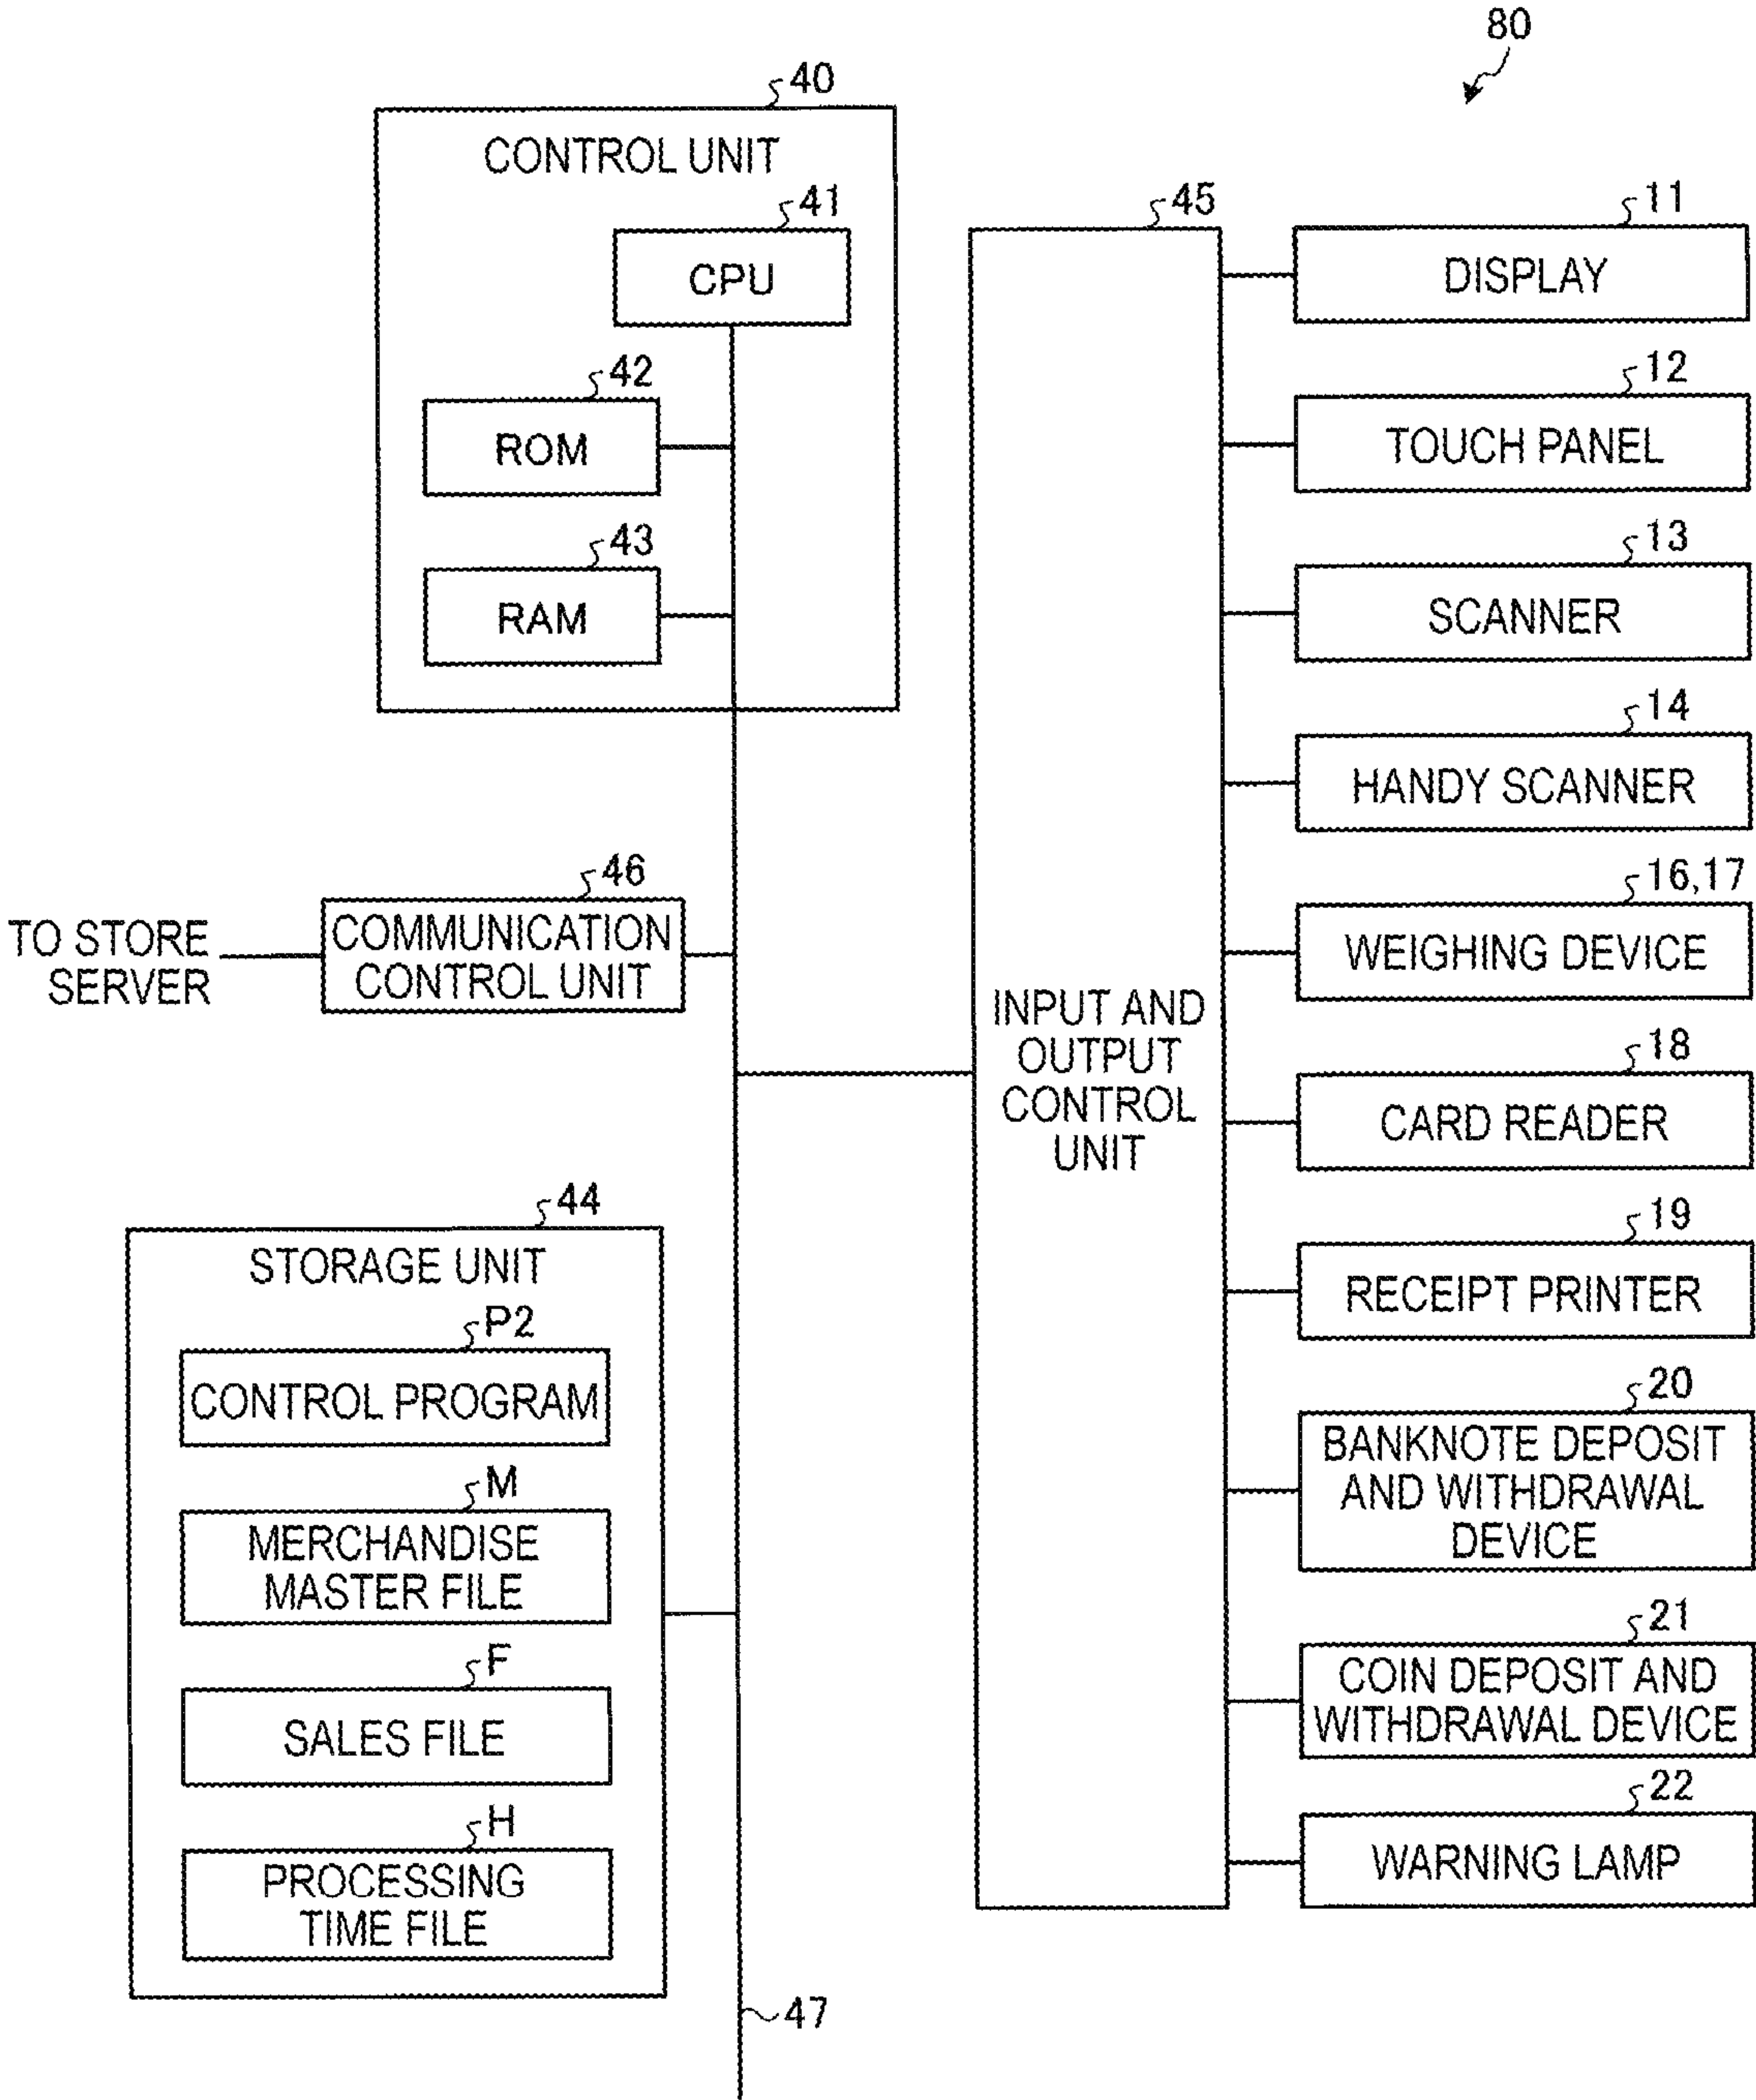 80
40
CONTROL UNIT
41
CPU
42
ROM
43
RAM
46
TO STORE
SERVER
COMMUNICATION
CONTROL UNIT
44
STORAGE UNIT
P2
CONTROL PROGRAM
M
MERCHANDISE
MASTER FILE
F
SALES FILE
H
PROCESSING
TIME FILE
47
45
INPUT AND
OUTPUT
CONTROL
UNIT
11
DISPLAY
12
TOUCH PANEL
13
SCANNER
14
HANDY SCANNER
16,17
WEIGHING DEVICE
18
CARD READER
19
RECEIPT PRINTER
20
BANKNOTE DEPOSIT
AND WITHDRAWAL
DEVICE
21
COIN DEPOSIT AND
WITHDRAWAL DEVICE
22
WARNING LAMP